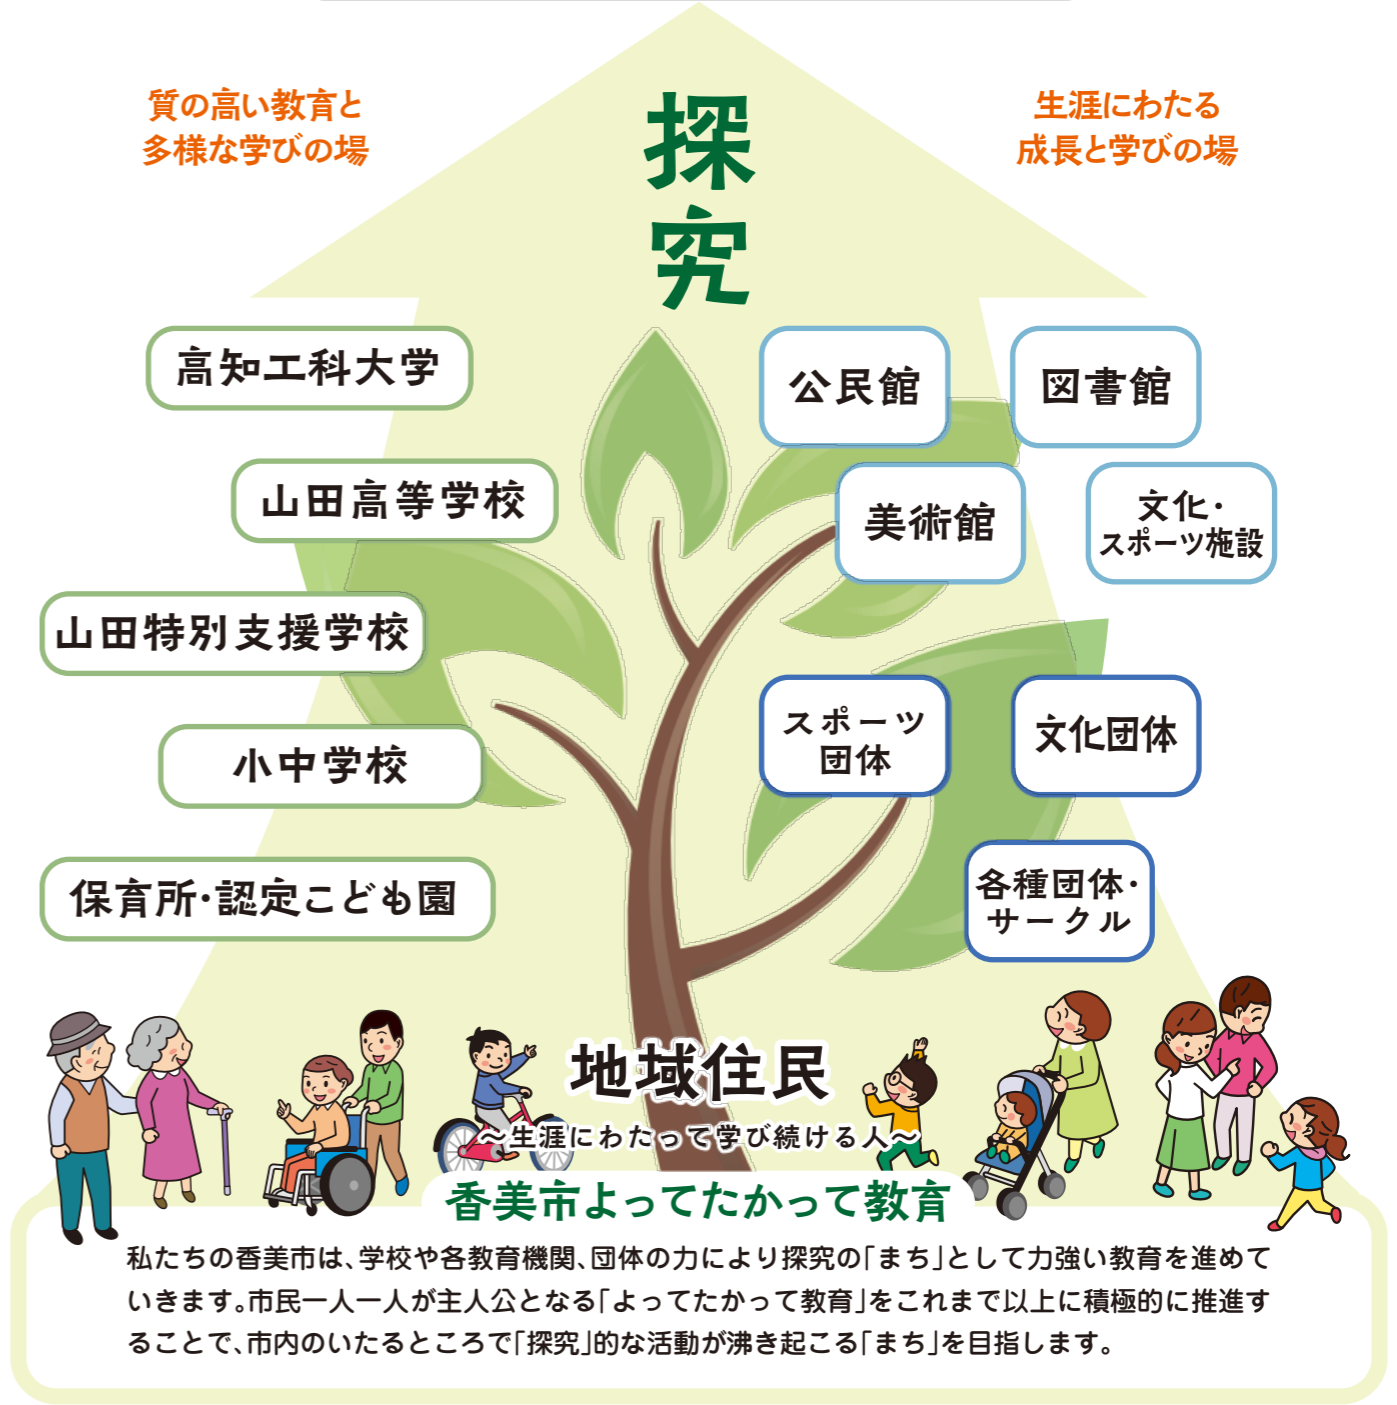 質の高い教育と
多様な学びの場
探究
生涯にわたる
成長と学びの場
高知工科大学
山田高等学校
山田特別支援学校
小中学校
保育所・認定こども園
公民館
図書館
美術館
文化・
スポーツ施設
スポーツ
団体
文化団体
各種団体・
サークル
地域住民
～生涯にわたって学び続ける人～
香美市よってたかって教育
私たちの香美市は、学校や各教育機関、団体の力により探究の「まち」として力強い教育を進めて
いきます。市民一人一人が主人公となる「よってたかって教育」をこれまで以上に積極的に推進す
ることで、市内のいたるところで「探究」的な活動が沸き起こる「まち」を目指します。